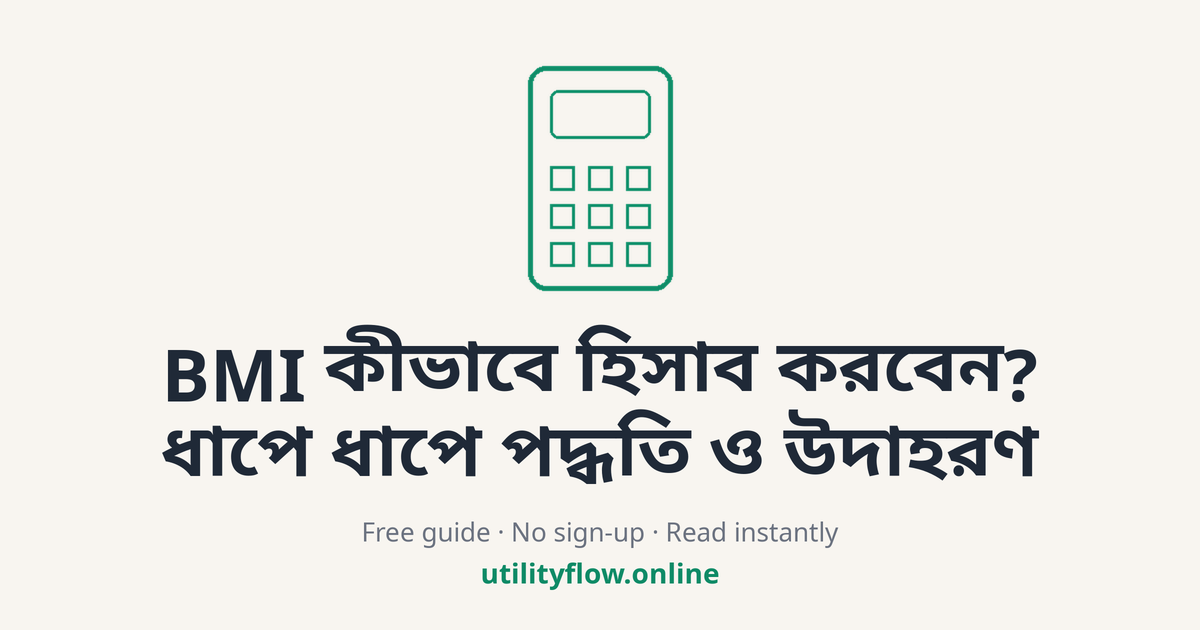 BMI কীভাবে হিসাব করবেন?
ধাপে ধাপে পদ্ধতি ও উদাহরণ
Free guide · No sign-up · Read instantly
utilityflow.online